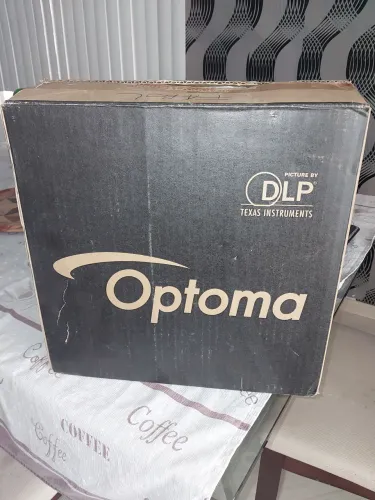 PICTURE BY
DLP
TEXAS INSTRUMENTS
Optoma
Coffee
COFFEE
Coffee
Coffee